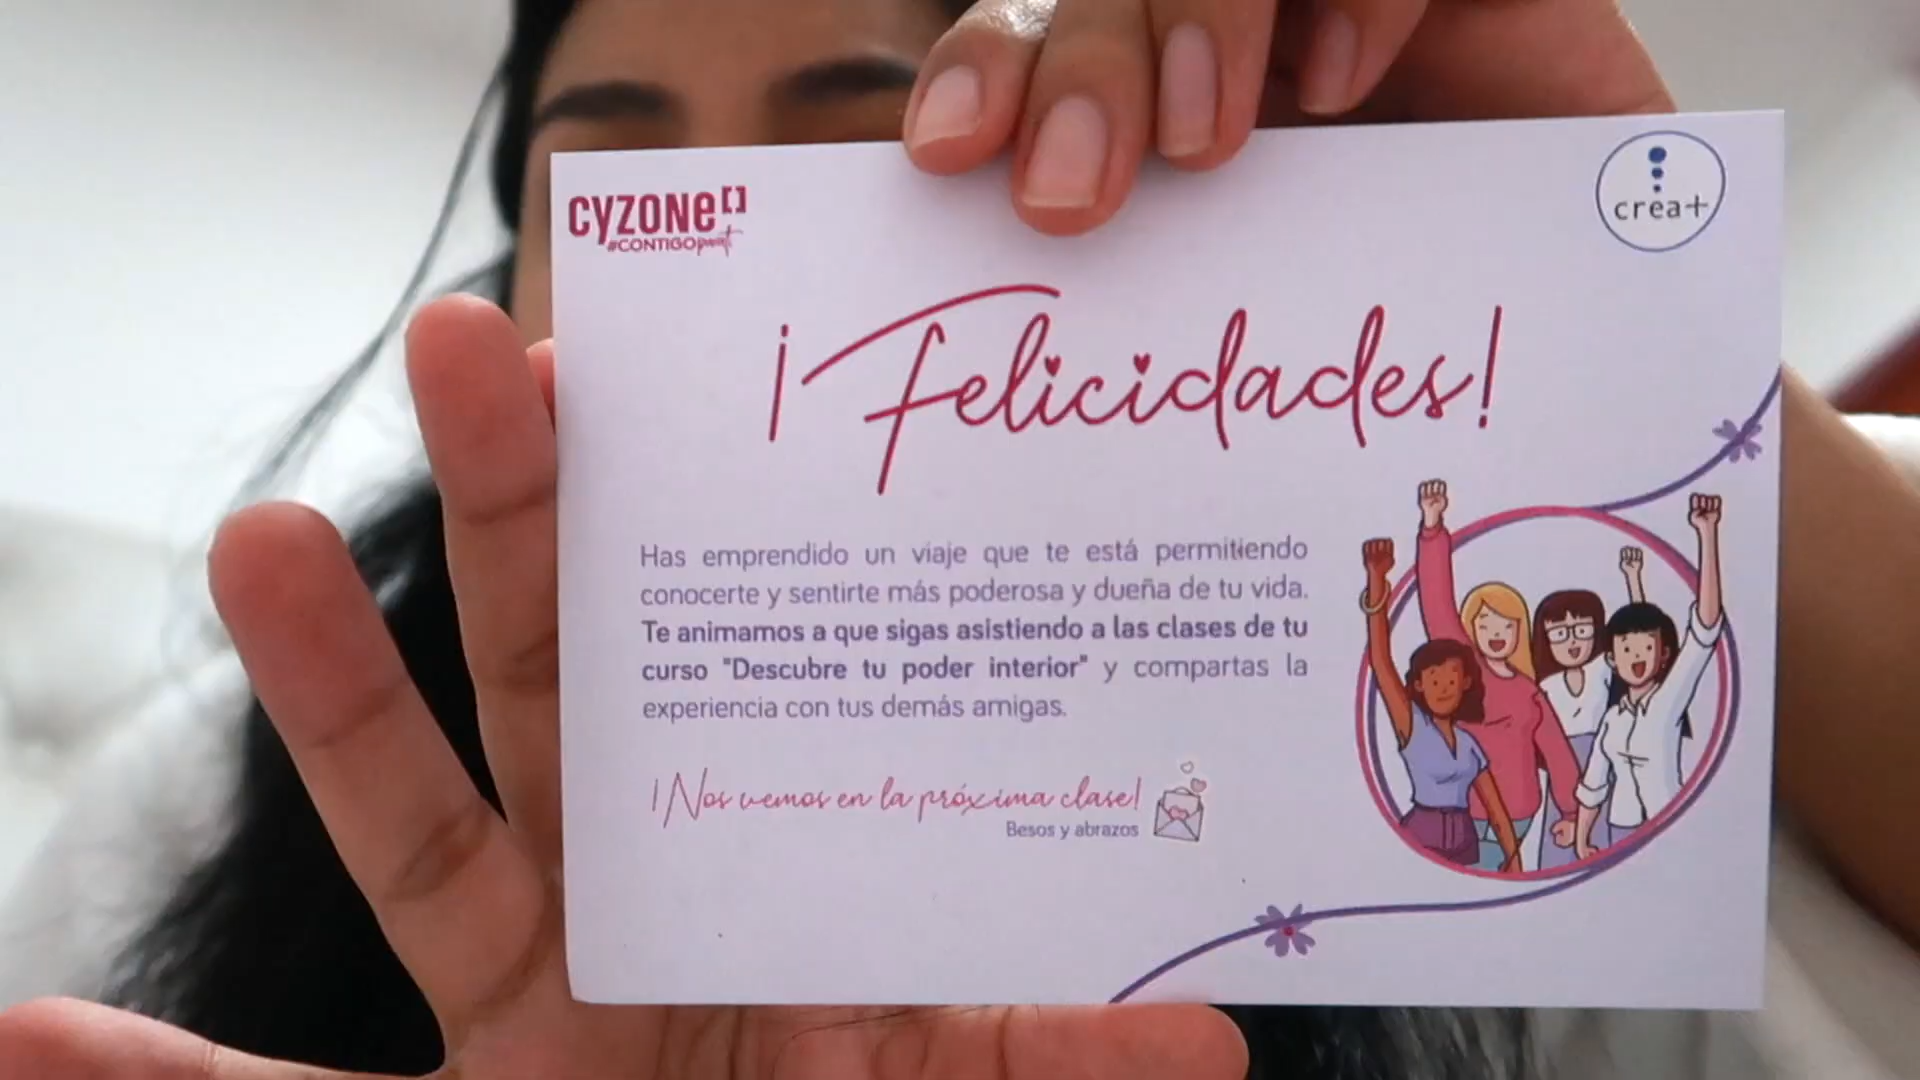 CYZONE[]
#CONTIGO
crea+
¡Felicidades!
Has emprendido un viaje que te está permitiendo
conocerte y sentirte más poderosa y dueña de tu vida.
Te animamos a que sigas asistiendo a las clases de tu
curso "Descubre tu poder interior" y compartas la
experiencia con tus demás amigas.
¡Nos vemos en la próxima clase!
Besos y abrazos